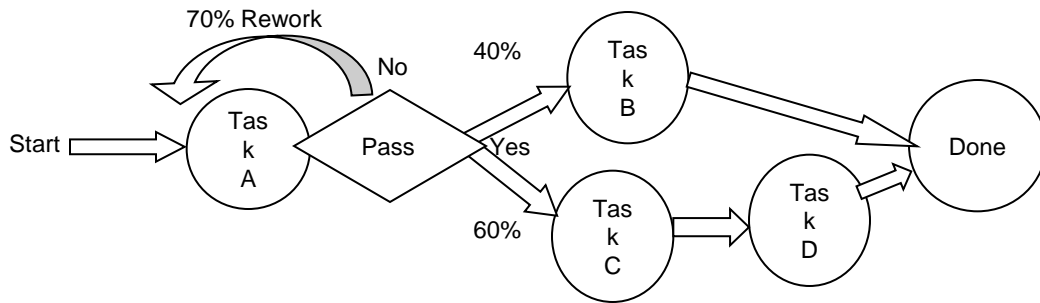 70% Rework
No
40%
Tas
k
B
Start
Tas
k
A
Pass
Yes
Done
60%
Tas
k
C
Tas
k
D